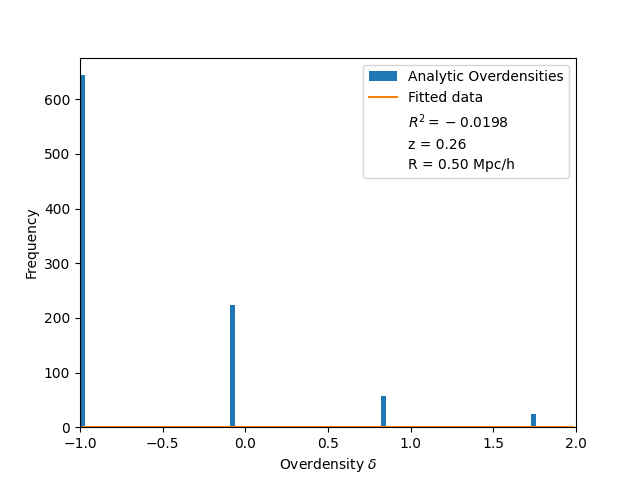 Analytic Overdensities
Fitted data
R² = − 0.0198
z = 0.26
R = 0.50 Mpc/h
Frequency
600
500
400
300
200
100
0
−1.0 −0.5 0.0 0.5 1.0 1.5 2.0
Overdensity δ